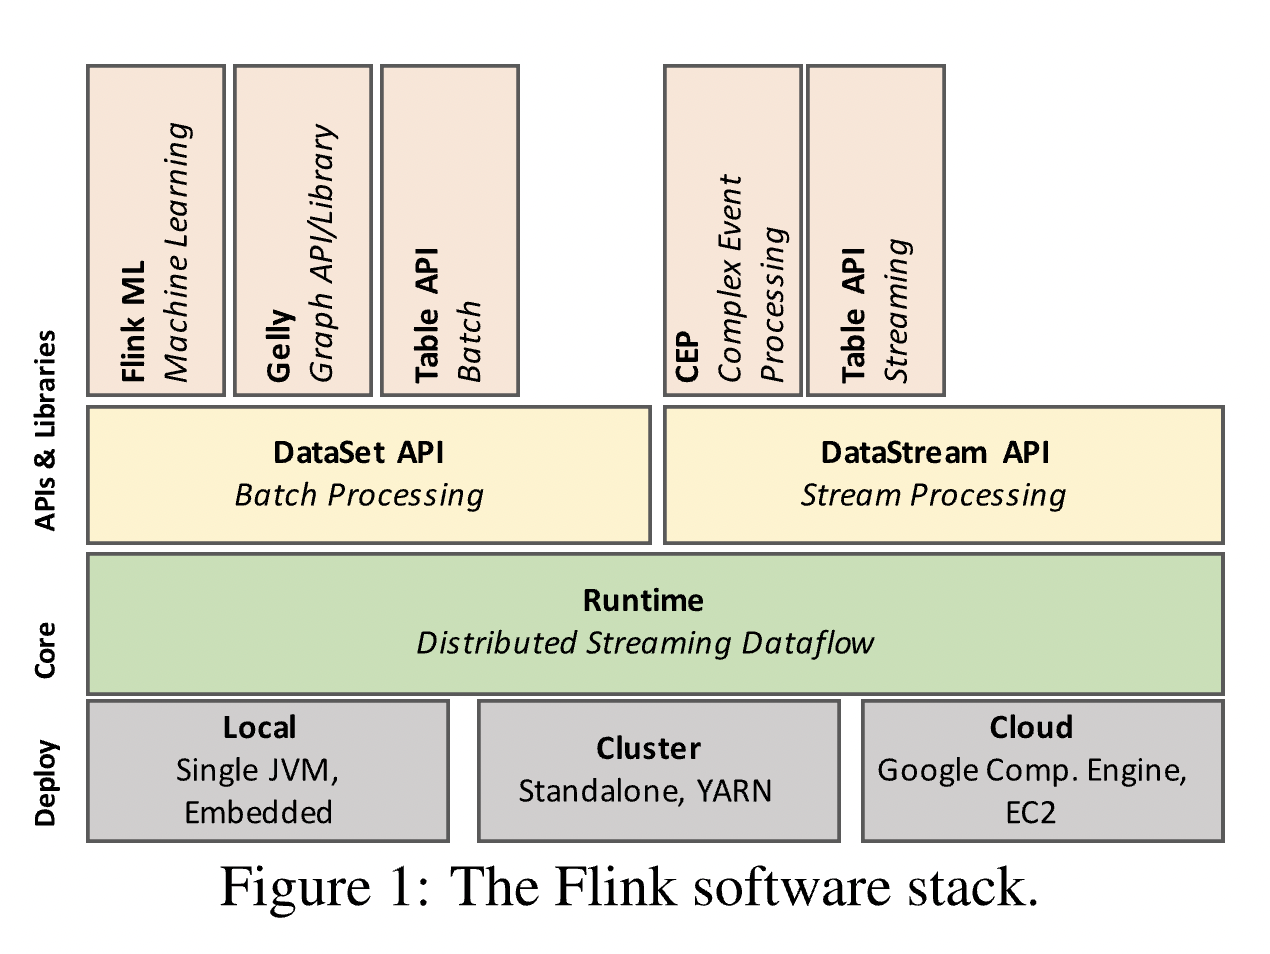 Flink ML
Machine Learning
Gelly
Graph API/Library
Table API
Batch
CEP
Complex Event
Processing
Table API
Streaming
APIs & Libraries
DataSet API
Batch Processing
DataStream API
Stream Processing
Core
Runtime
Distributed Streaming Dataflow
Deploy
Local
Single JVM,
Embedded
Cluster
Standalone, YARN
Cloud
Google Comp. Engine,
EC2
Figure 1: The Flink software stack.